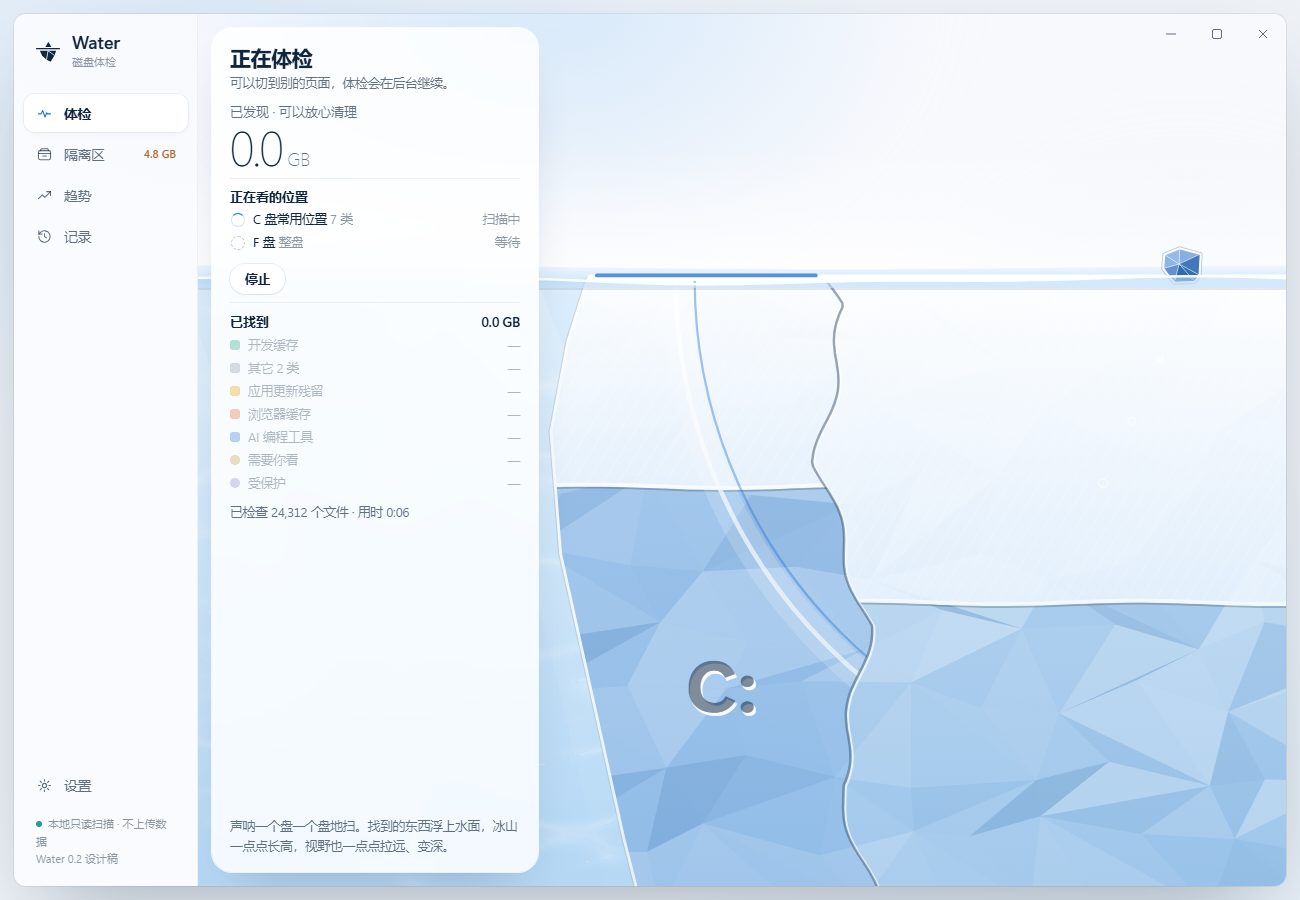 Water
磁盘体检
体检
隔离区 4.8 GB
趋势
记录
设置
本地只读扫描 · 不上传数
据
Water 0.2 设计稿
正在体检
可以切到别的页面，体检会在后台继续。
已发现 · 可以放心清理
0.0 GB
正在看的位置
C 盘常用位置 7 类 扫描中
F 盘 整盘 等待
停止
已找到 0.0 GB
开发缓存 —
其它 2 类 —
应用更新残留 —
浏览器缓存 —
AI 编程工具 —
需要你看 —
受保护 —
已检查 24,312 个文件 · 用时 0:06
声呐一个盘一个盘地扫。找到的东西浮上水面，冰山
一点点长高，视野也一点点拉远、变深。
C: